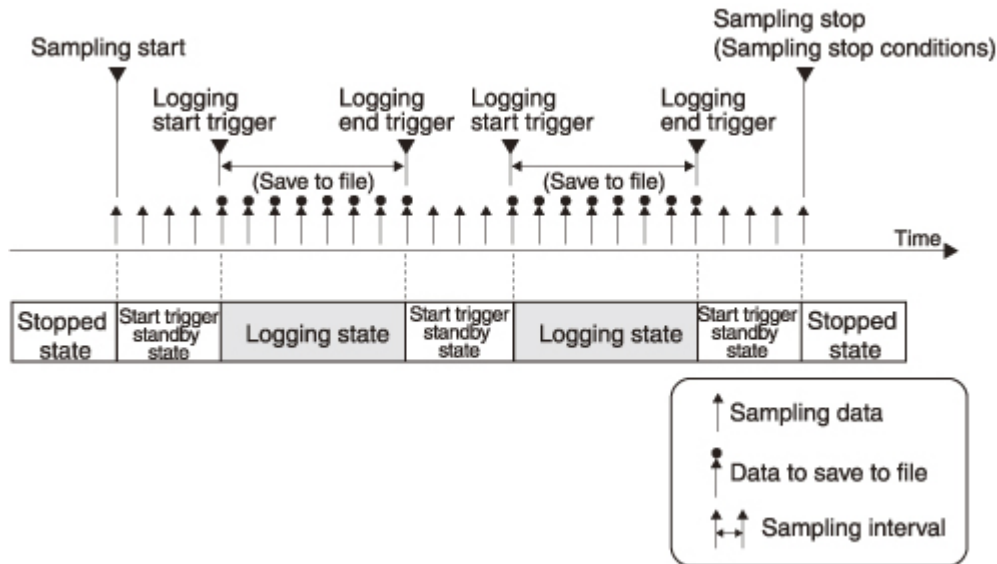 Sampling start
Sampling stop
(Sampling stop conditions)
Logging
start trigger
Logging
end trigger
Logging
start trigger
Logging
end trigger
(Save to file)
(Save to file)
Time
Stopped
state
Start trigger
standby
state
Logging state
Start trigger
standby
state
Logging state
Start trigger
standby
state
Stopped
state
Sampling data
Data to save to file
Sampling interval